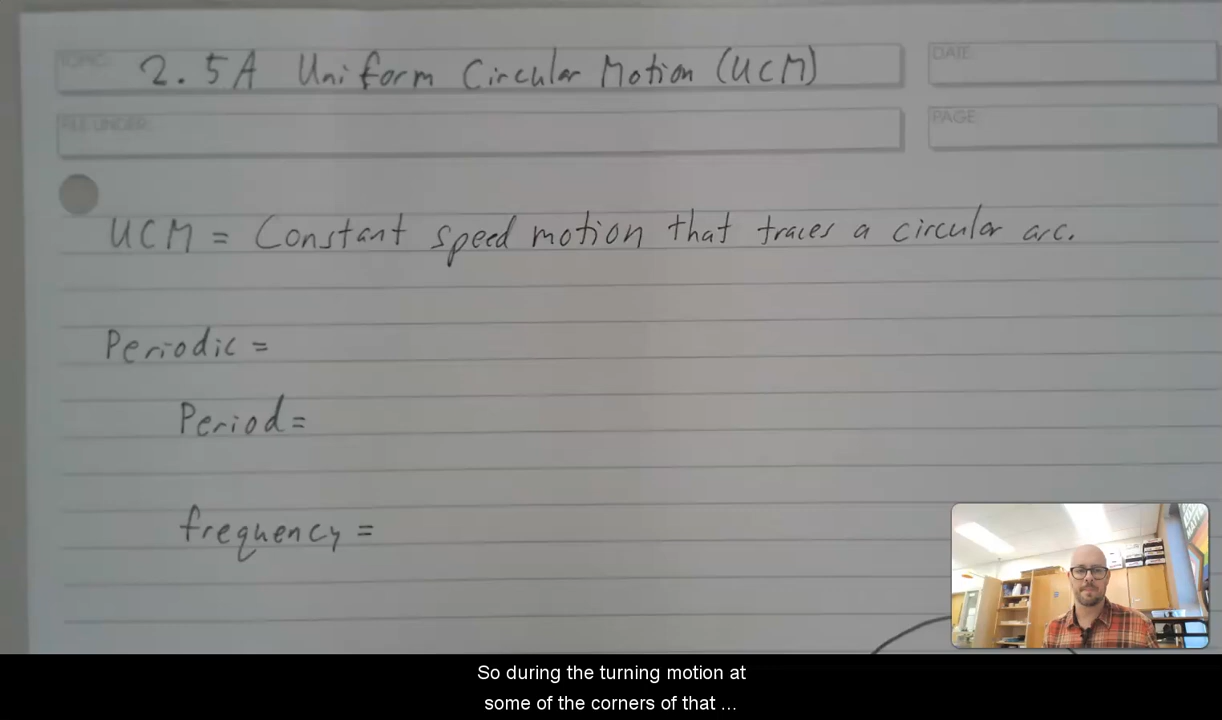 TOPIC:
2.5A Uniform Circular Motion (UCM)
DATE:
FILE UNDER:
PAGE:
UCM = Constant speed motion that traces a circular arc.
Periodic =
Period =
frequency =
So during the turning motion at
some of the corners of that ...